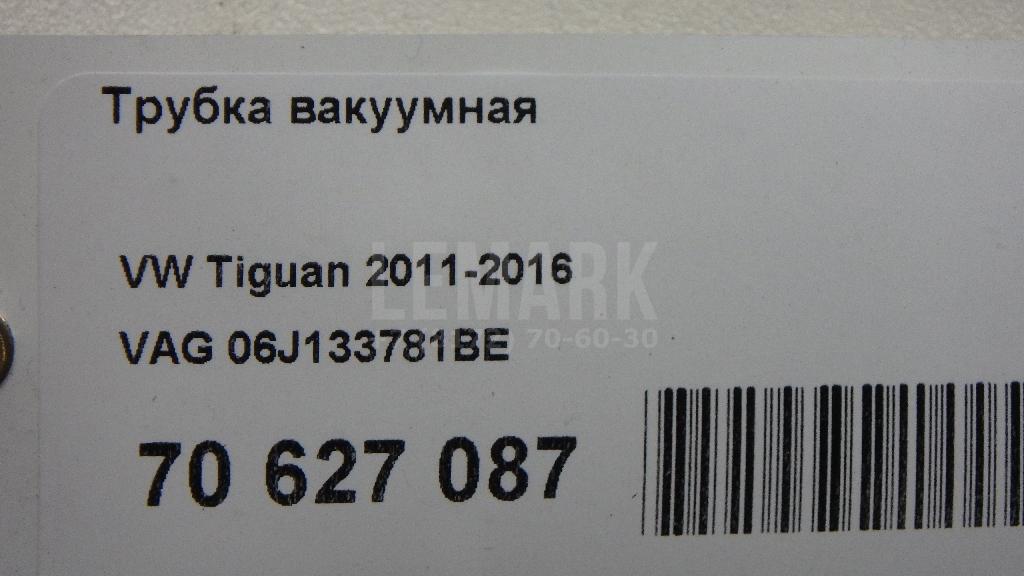 Трубка вакуумная
VW Tiguan 2011-2016
LEMARK
VAG 06J133781BE
70-60-30
70 627 087